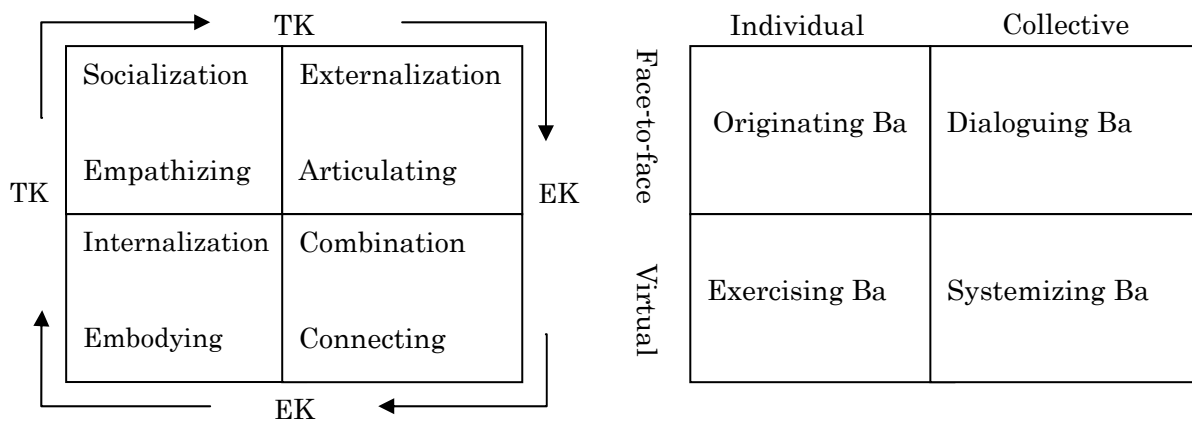 TK
Socialization
Externalization
Empathizing
Articulating
TK
EK
Internalization
Combination
Embodying
Connecting
EK
Individual
Collective
Face-to-face
Originating Ba
Dialoguing Ba
Virtual
Exercising Ba
Systemizing Ba